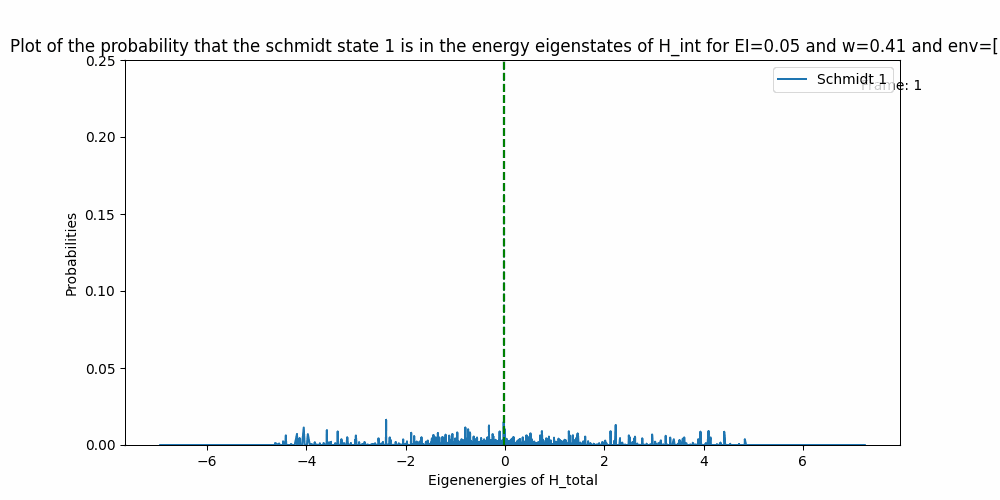 Plot of the probability that the schmidt state 1 is in the energy eigenstates of H_int for EI=0.05 and w=0.41 and env=[
Schmidt 1
Frame: 1
0.25
0.20
0.15
0.10
0.05
0.00
Probabilities
−6
−4
−2
0
2
4
6
Eigenenergies of H_total